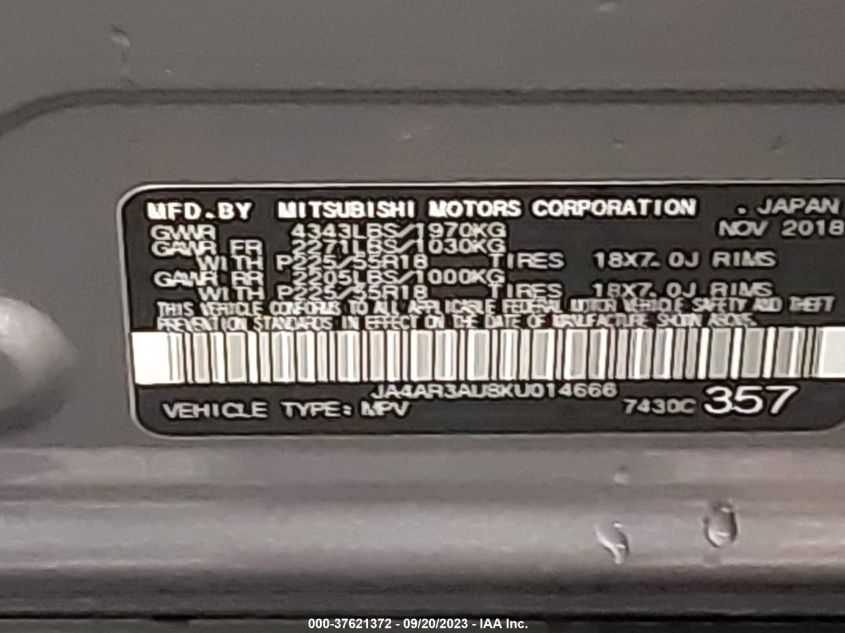 MFD.BY MITSUBISHI MOTORS CORPORATION . JAPAN
GVWR 4343LBS/1970KG NOV 2018
GAWR FR 2271LBS/1030KG
WITH P225/55R18 TIRES 18X7.0J RIMS
GAWR RR 2205LBS/1000KG
WITH P225/55R18 TIRES 18X7.0J RIMS
THIS VEHICLE CONFORMS TO ALL APPLICABLE FEDERAL MOTOR VEHICLE SAFETY AND THEFT
PREVENTION STANDARDS IN EFFECT ON THE DATE OF MANUFACTURE SHOWN ABOVE.
JA4AR3AU8KU014666
VEHICLE TYPE: MPV 7430C 357
000-37621372 - 09/20/2023 - IAA Inc.